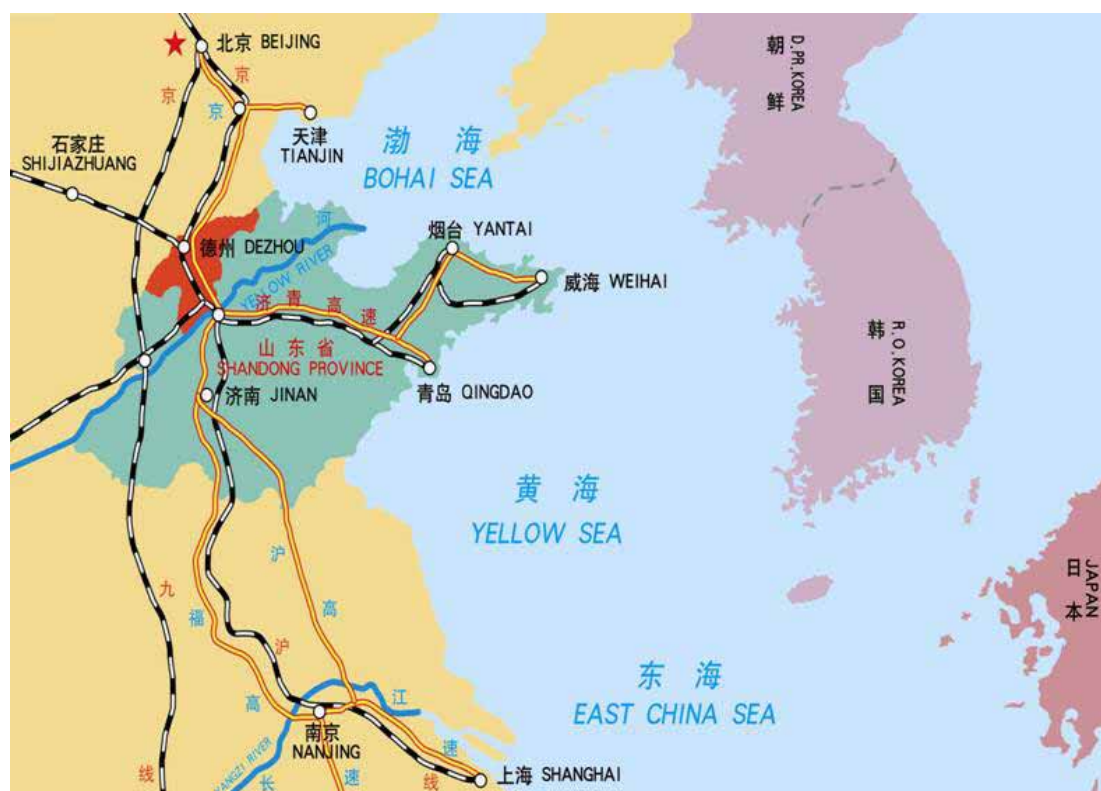 北京 BEIJING
京
京
京
石家庄
SHIJIAZHUANG
天津
TIANJIN
渤海
BOHAI SEA
朝鲜
D.PR.KOREA
德州 DEZHOU
河
YELLOW RIVER
烟台 YANTAI
威海 WEIHAI
济青高速
山东省
SHANDONG PROVINCE
济南 JINAN
青岛 QINGDAO
韩国
R.O.KOREA
黄海
YELLOW SEA
沪
九
福
高
沪
日本
JAPAN
东海
EAST CHINA SEA
高
江
南京
NANJING
速
线
长
速
线
上海 SHANGHAI